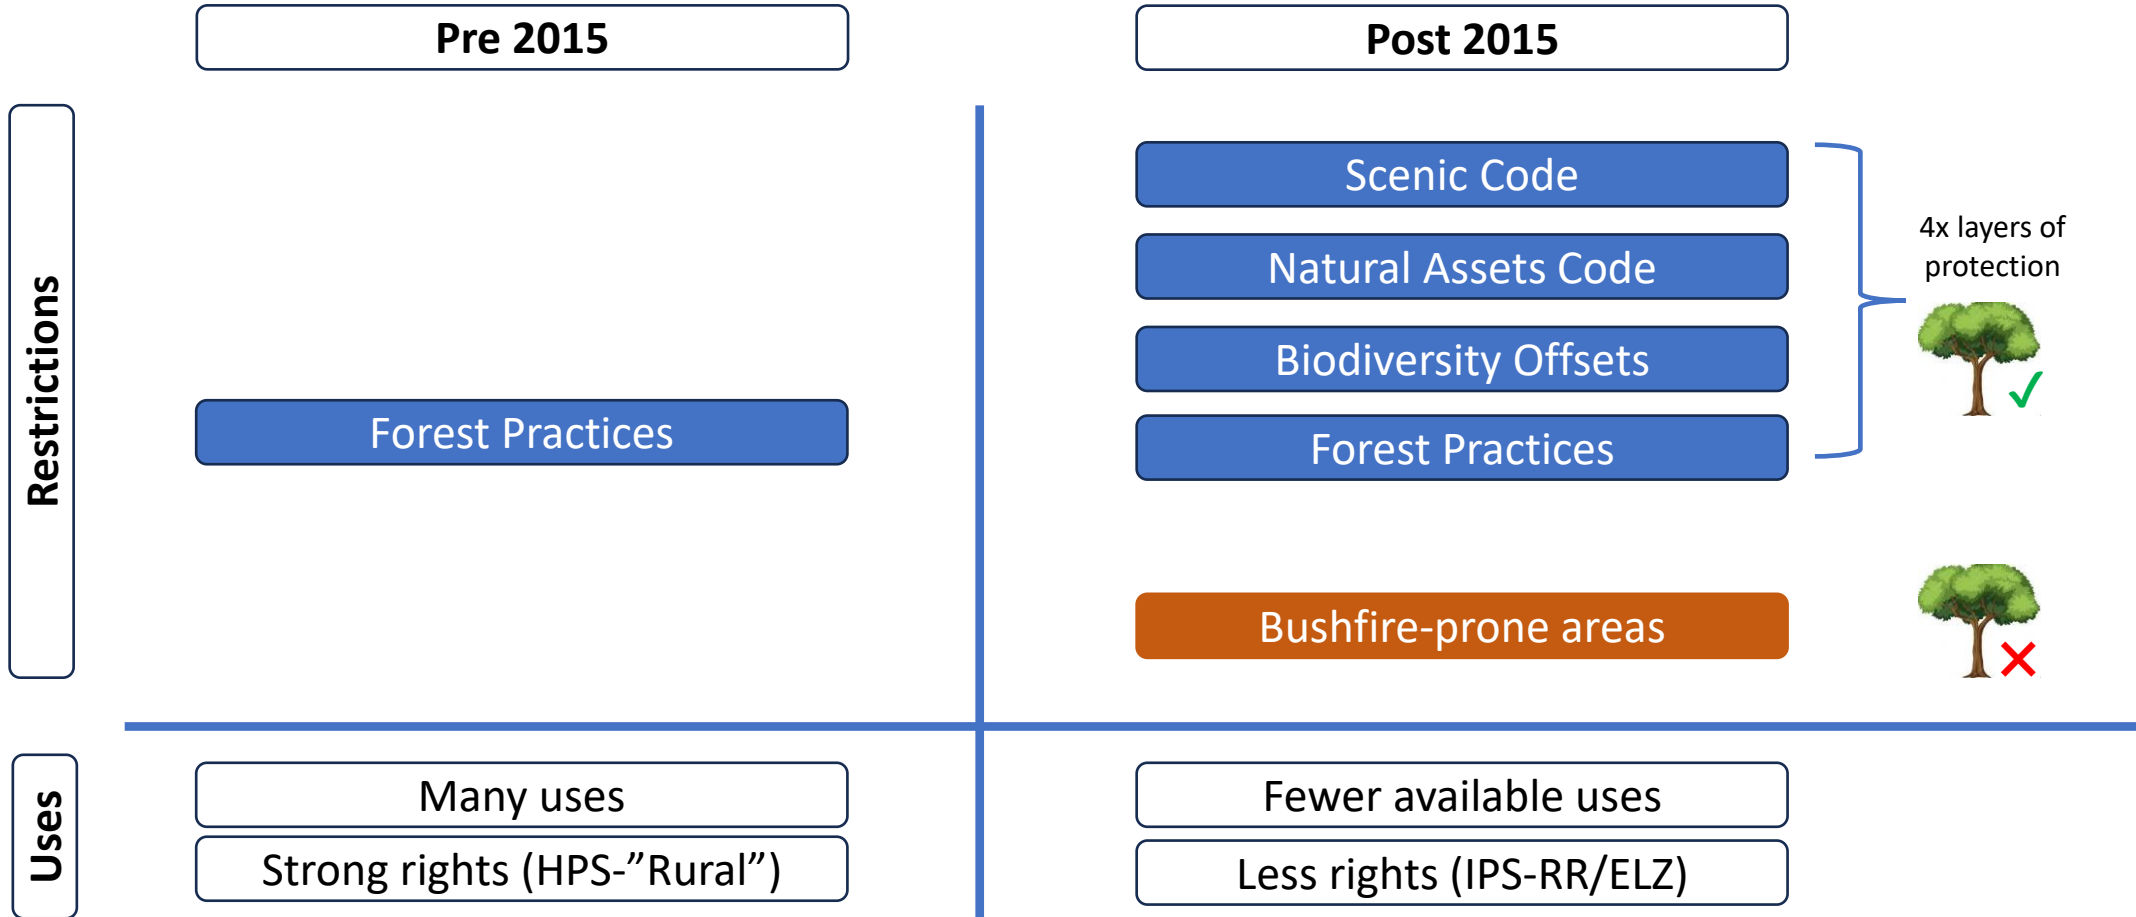 Pre 2015
Post 2015
Restrictions
Scenic Code
Natural Assets Code
Biodiversity Offsets
Forest Practices
Forest Practices
4x layers of
protection
Bushfire-prone areas
Uses
Many uses
Fewer available uses
Strong rights (HPS-”Rural”)
Less rights (IPS-RR/ELZ)